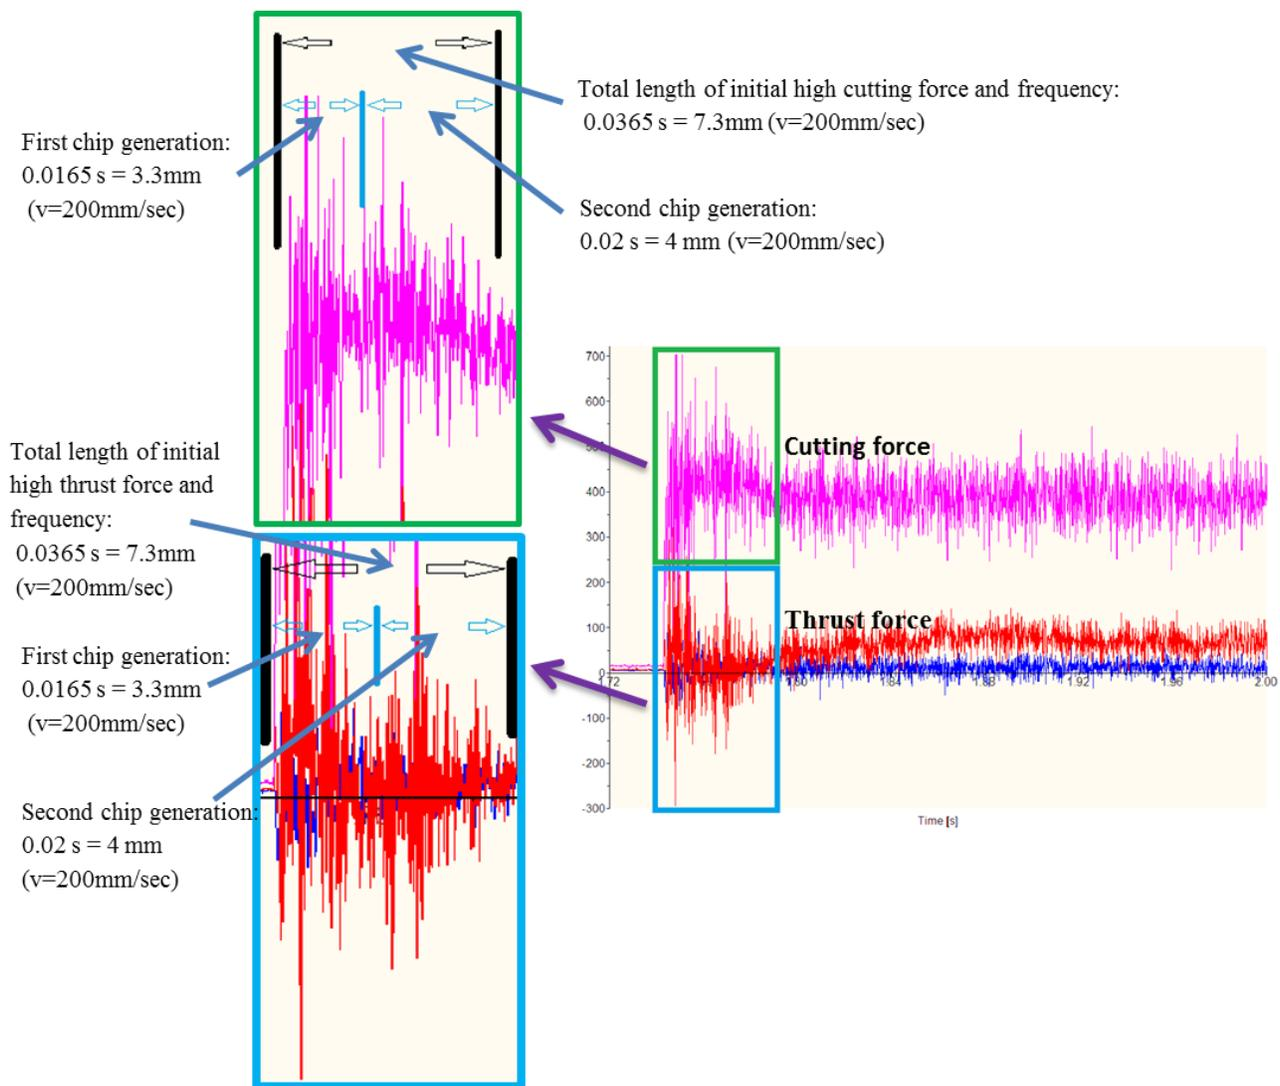 Total length of initial high cutting force and frequency:
0.0365 s = 7.3mm (v=200mm/sec)
First chip generation:
0.0165 s = 3.3mm
(v=200mm/sec)
Second chip generation:
0.02 s = 4 mm (v=200mm/sec)
Total length of initial
high thrust force and
frequency:
0.0365 s = 7.3mm
(v=200mm/sec)
First chip generation:
0.0165 s = 3.3mm
(v=200mm/sec)
Second chip generation:
0.02 s = 4 mm
(v=200mm/sec)
700
600
400
300
200
100
0
-100
-200
-300
Cutting force
Thrust force
72
1.80
1.84
1.88
1.92
1.96
2.00
Time [s]